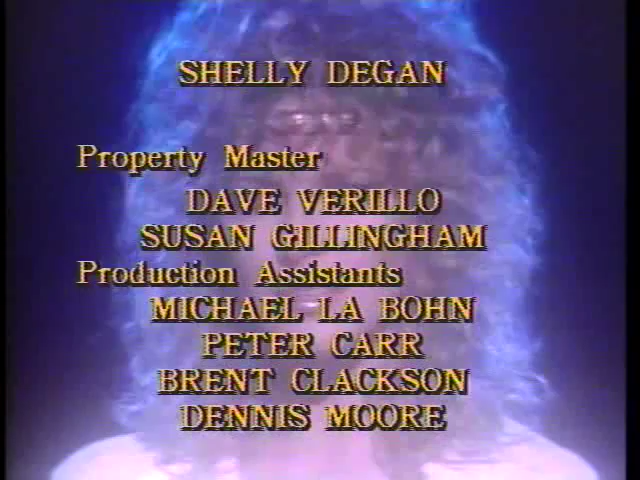 SHELLY DEGAN
Property Master
DAVE VERILLO
SUSAN GILLINGHAM
Production Assistants
MICHAEL LA BOHN
PETER CARR
BRENT CLACKSON
DENNIS MOORE